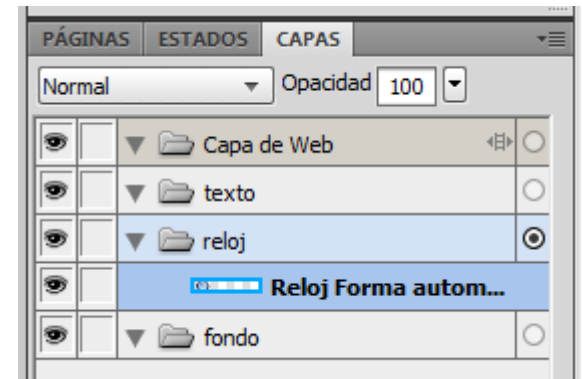 PÁGINAS ESTADOS CAPAS
Normal Opacidad 100
Capa de Web
texto
reloj
Reloj Forma autom...
fondo